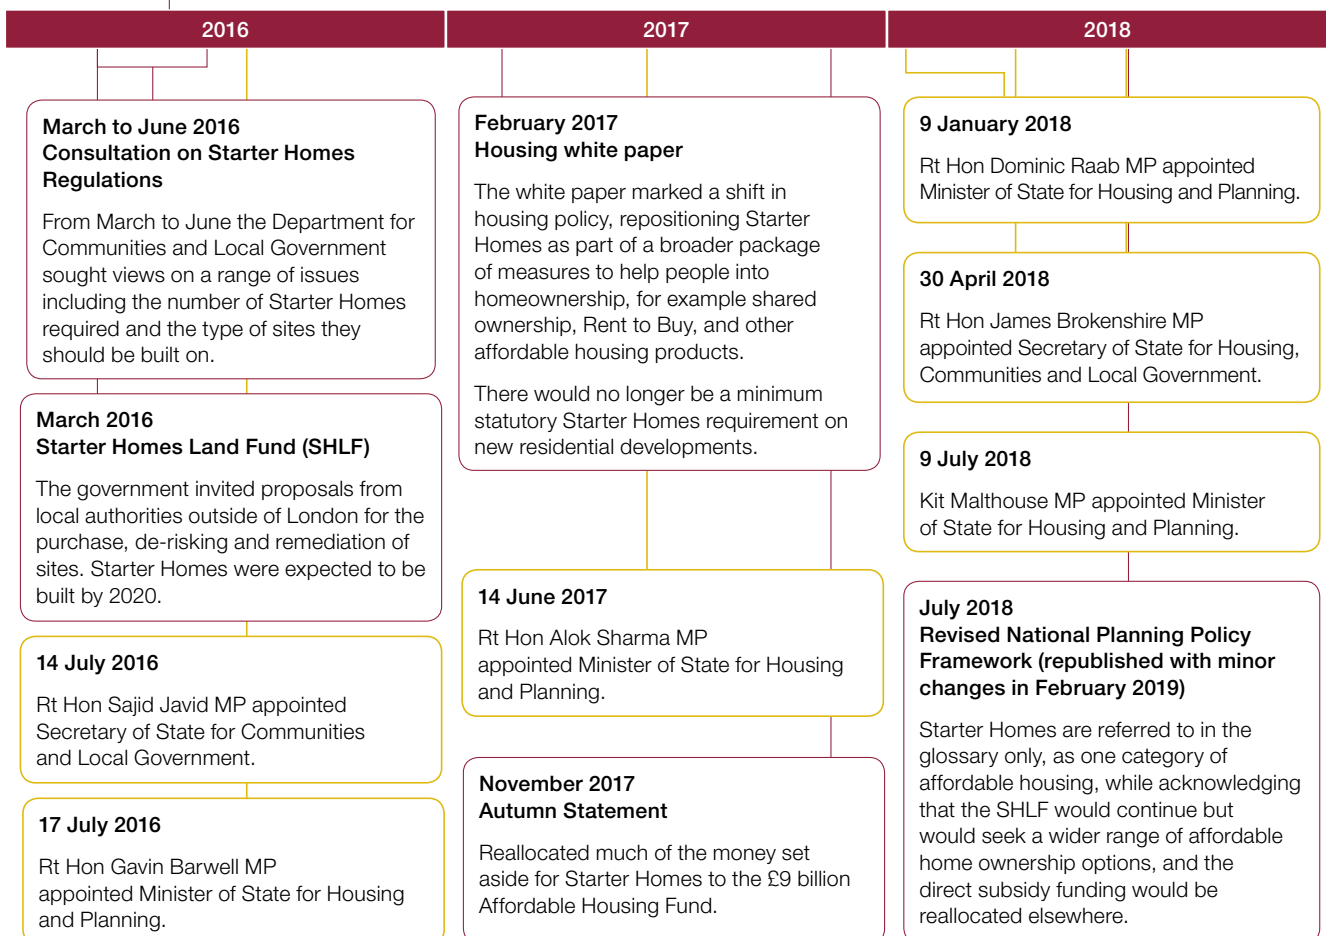 2016
2017
2018
March to June 2016
Consultation on Starter Homes
Regulations
From March to June the Department for
Communities and Local Government
sought views on a range of issues
including the number of Starter Homes
required and the type of sites they
should be built on.
March 2016
Starter Homes Land Fund (SHLF)
The government invited proposals from
local authorities outside of London for the
purchase, de-risking and remediation of
sites. Starter Homes were expected to be
built by 2020.
14 July 2016
Rt Hon Sajid Javid MP appointed
Secretary of State for Communities
and Local Government.
17 July 2016
Rt Hon Gavin Barwell MP
appointed Minister of State for Housing
and Planning.
February 2017
Housing white paper
The white paper marked a shift in
housing policy, repositioning Starter
Homes as part of a broader package
of measures to help people into
homeownership, for example shared
ownership, Rent to Buy, and other
affordable housing products.
There would no longer be a minimum
statutory Starter Homes requirement on
new residential developments.
14 June 2017
Rt Hon Alok Sharma MP
appointed Minister of State for Housing
and Planning.
November 2017
Autumn Statement
Reallocated much of the money set
aside for Starter Homes to the £9 billion
Affordable Housing Fund.
9 January 2018
Rt Hon Dominic Raab MP appointed
Minister of State for Housing and Planning.
30 April 2018
Rt Hon James Brokenshire MP
appointed Secretary of State for Housing,
Communities and Local Government.
9 July 2018
Kit Malthouse MP appointed Minister
of State for Housing and Planning.
July 2018
Revised National Planning Policy
Framework (republished with minor
changes in February 2019)
Starter Homes are referred to in the
glossary only, as one category of
affordable housing, while acknowledging
that the SHLF would continue but
would seek a wider range of affordable
home ownership options, and the
direct subsidy funding would be
reallocated elsewhere.